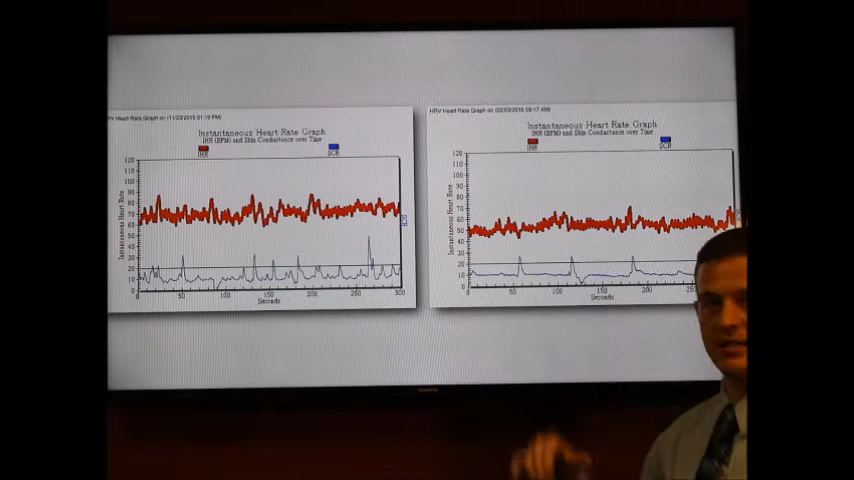 RV Heart Rate Graph on (11/23/2015 01:19 PM)
Instantaneous Heart Rate Graph
IHR (BPM) and Skin Conductance over Time
IHR
SCR
Instantaneous Heart Rate
120
110
100
90
80
70
60
50
40
30
20
10
0
SCR
0 50 100 150 200 250 300
Seconds
HRV Heart Rate Graph on (02/03/2016 09:17 AM)
Instantaneous Heart Rate Graph
IHR (BPM) and Skin Conductance over Time
IHR
SCR
Instantaneous Heart Rate
120
110
100
90
80
70
60
50
40
30
20
10
0
0 50 100 150 200 250
Seconds
SAMSUNG